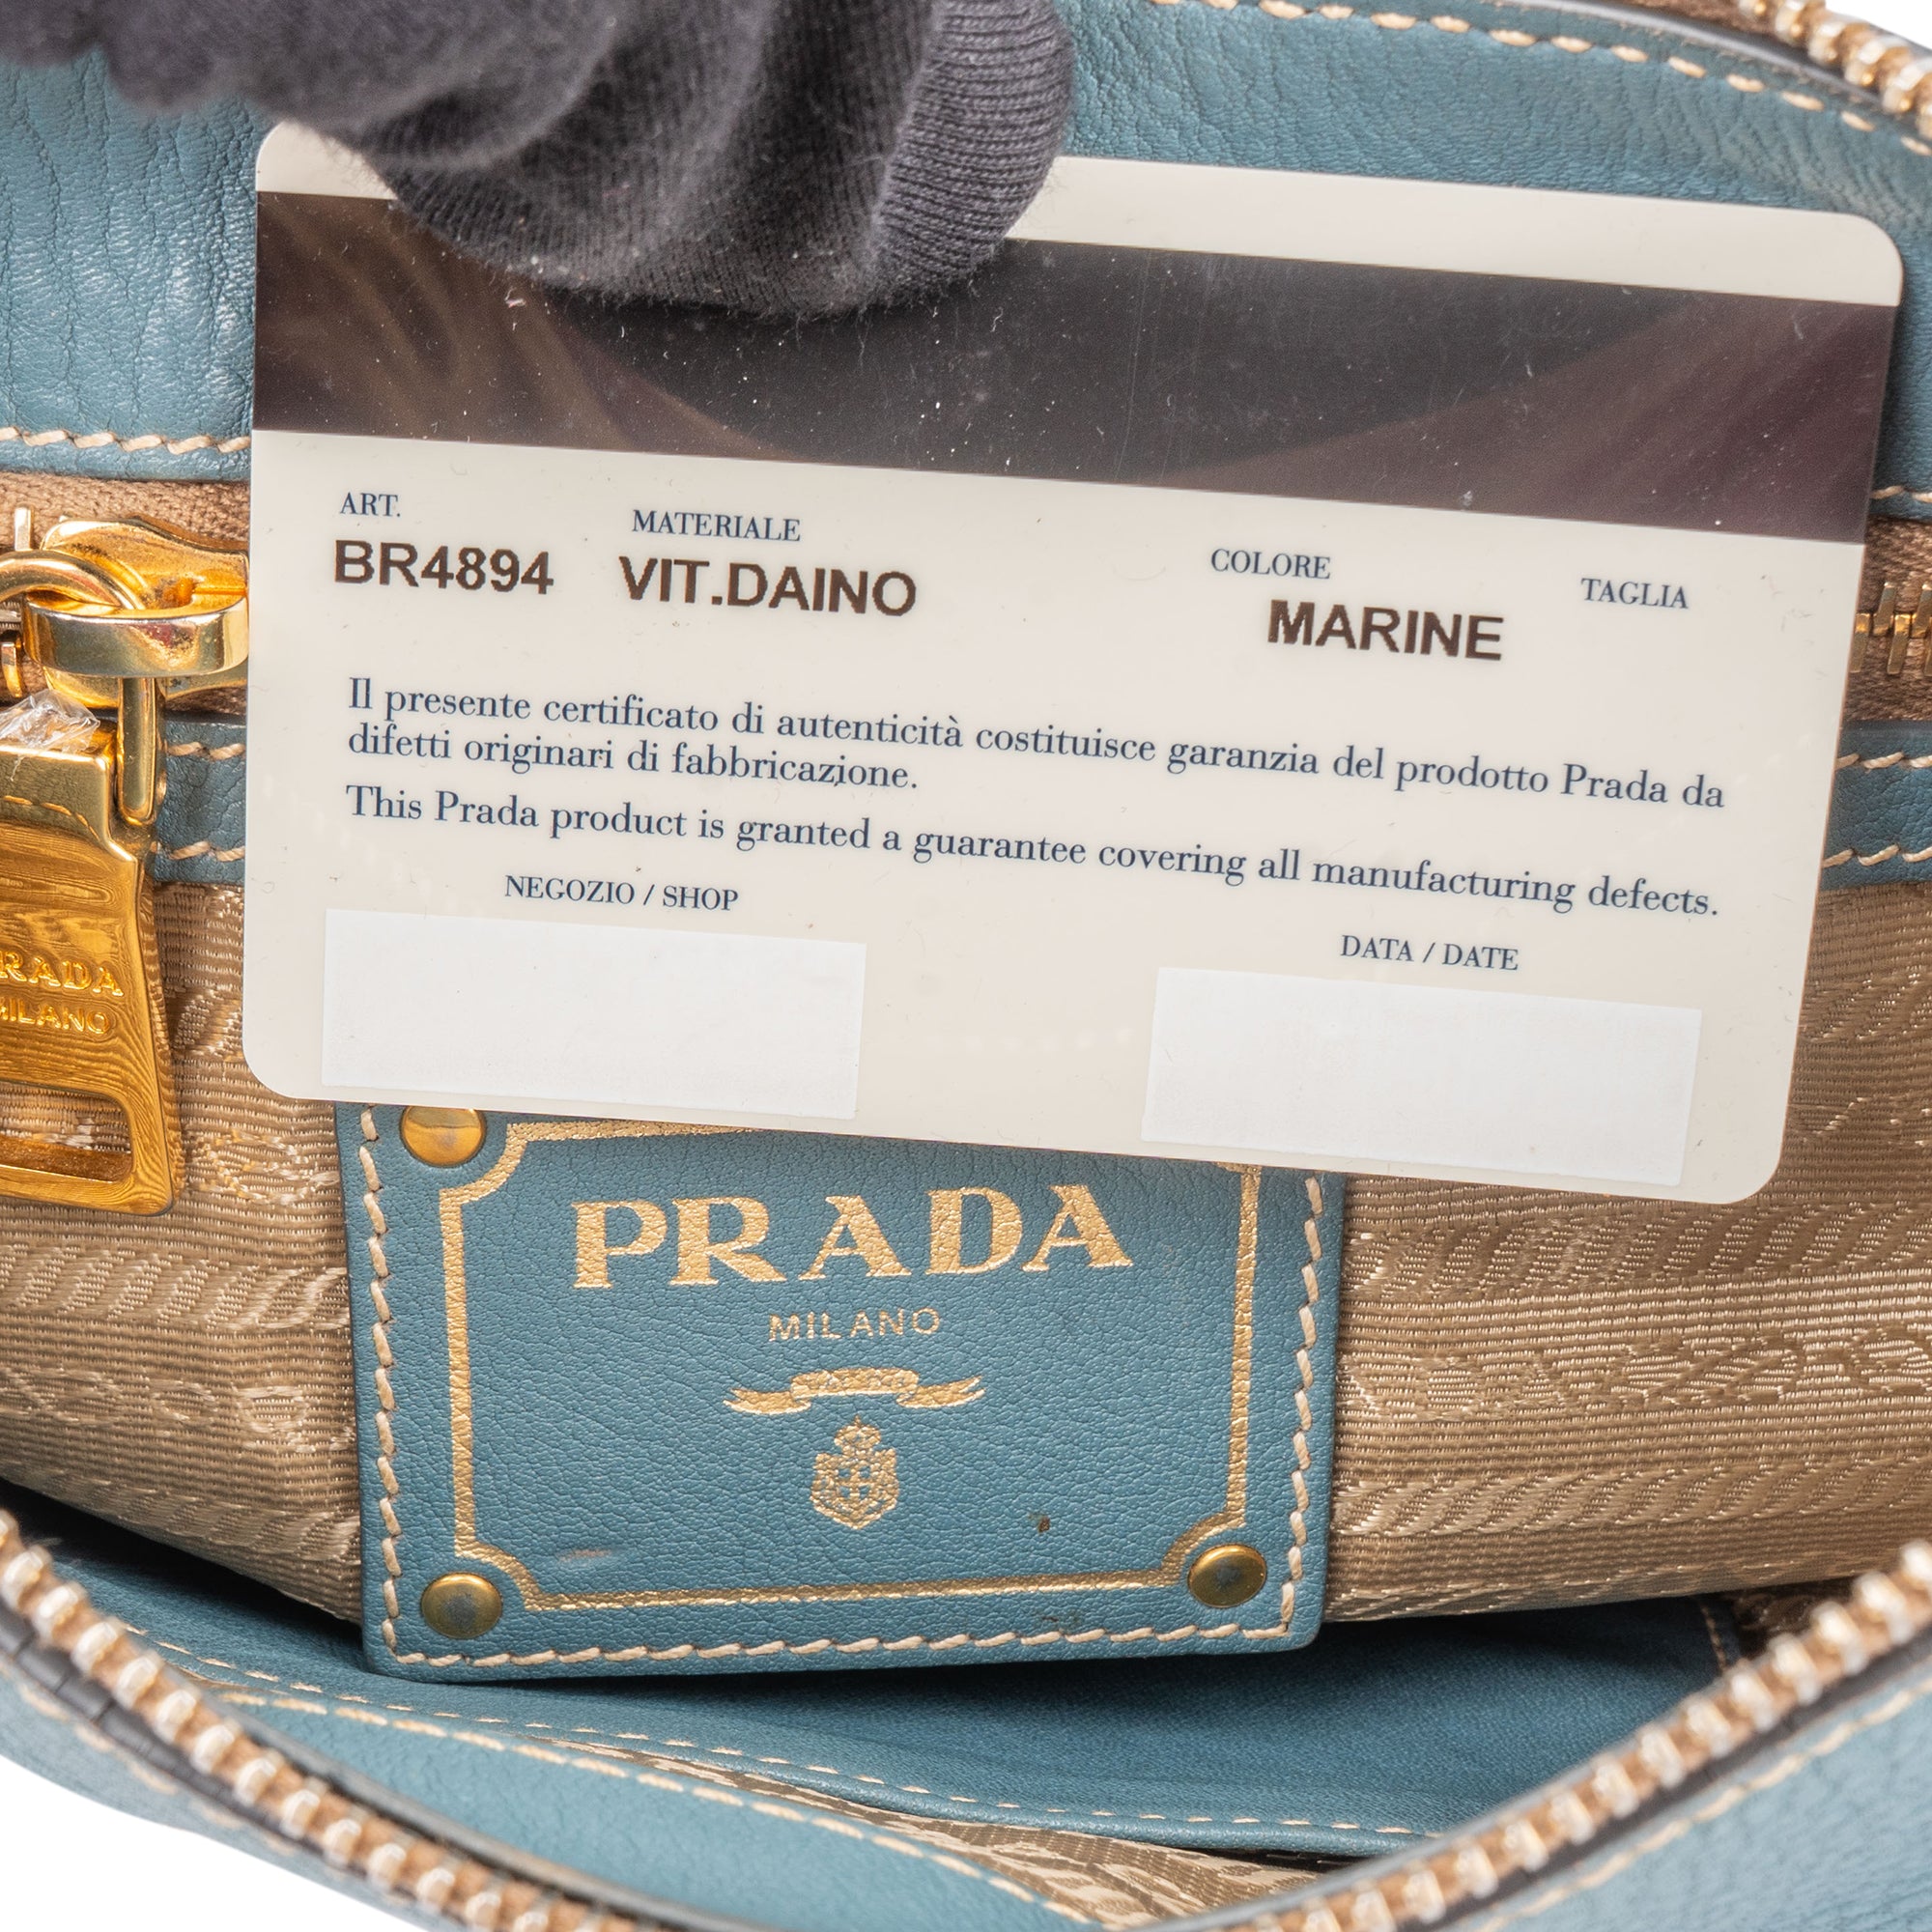 ART.
MATERIALE
COLORE
TAGLIA
BR4894
VIT.DAINO
MARINE
Il presente certificato di autenticità costituisce garanzia del prodotto Prada da
difetti originari di fabbricazione.
This Prada product is granted a guarantee covering all manufacturing defects.
NEGOZIO / SHOP
DATA / DATE
RADA
MILANO
PRADA
MILANO